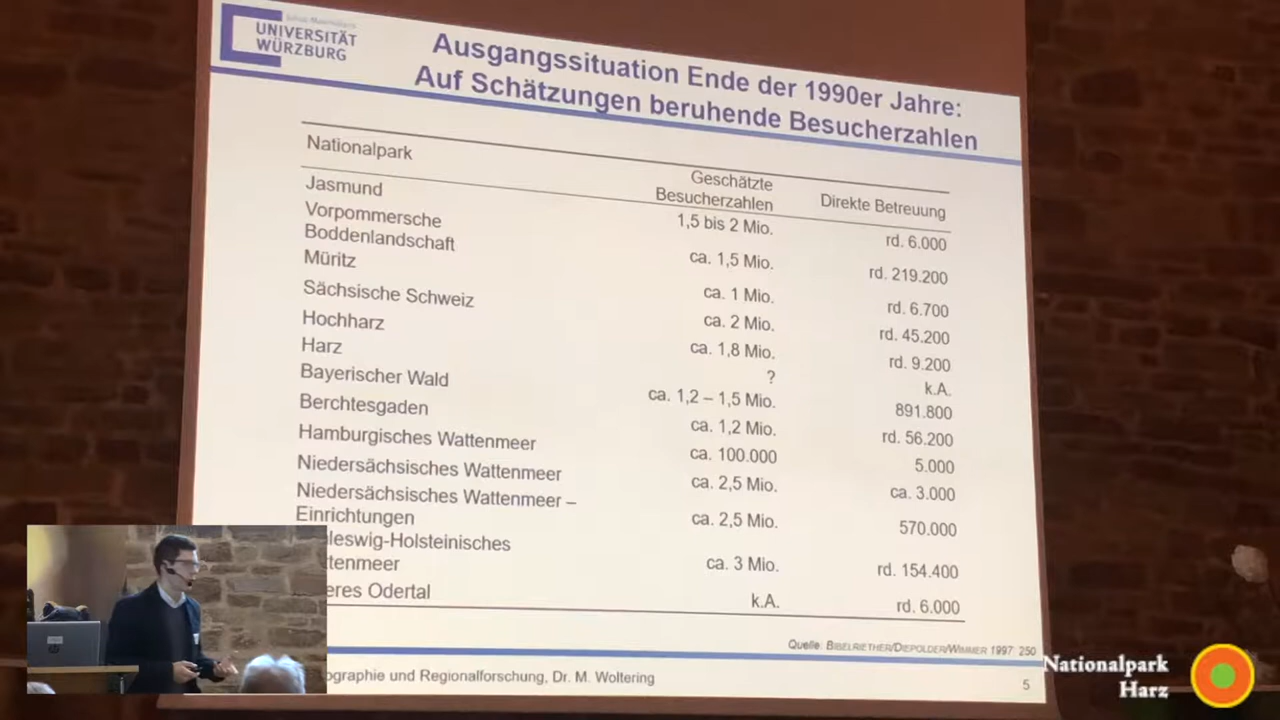 Julius-Maximilians-
UNIVERSITÄT
WÜRZBURG
Ausgangssituation Ende der 1990er Jahre:
Auf Schätzungen beruhende Besucherzahlen
Nationalpark
Geschätzte
Besucherzahlen
Direkte Betreuung
Jasmund 1,5 bis 2 Mio. rd. 6.000
Vorpommersche
Boddenlandschaft ca. 1,5 Mio. rd. 219.200
Müritz ca. 1 Mio. rd. 6.700
Sächsische Schweiz ca. 2 Mio. rd. 45.200
Hochharz ca. 1,8 Mio. rd. 9.200
Harz ? k.A.
Bayerischer Wald ca. 1,2 – 1,5 Mio. 891.800
Berchtesgaden ca. 1,2 Mio. rd. 56.200
Hamburgisches Wattenmeer ca. 100.000 5.000
Niedersächsisches Wattenmeer ca. 2,5 Mio. ca. 3.000
Niedersächsisches Wattenmeer –
Einrichtungen ca. 2,5 Mio. 570.000
leswig-Holsteinisches
ttenmeer ca. 3 Mio. rd. 154.400
eres Odertal k.A. rd. 6.000
Quelle: BIBELRIETHER/DIEPOLDER/WIMMER 1997: 250
ographie und Regionalforschung, Dr. M. Woltering
5
Nationalpark
Harz